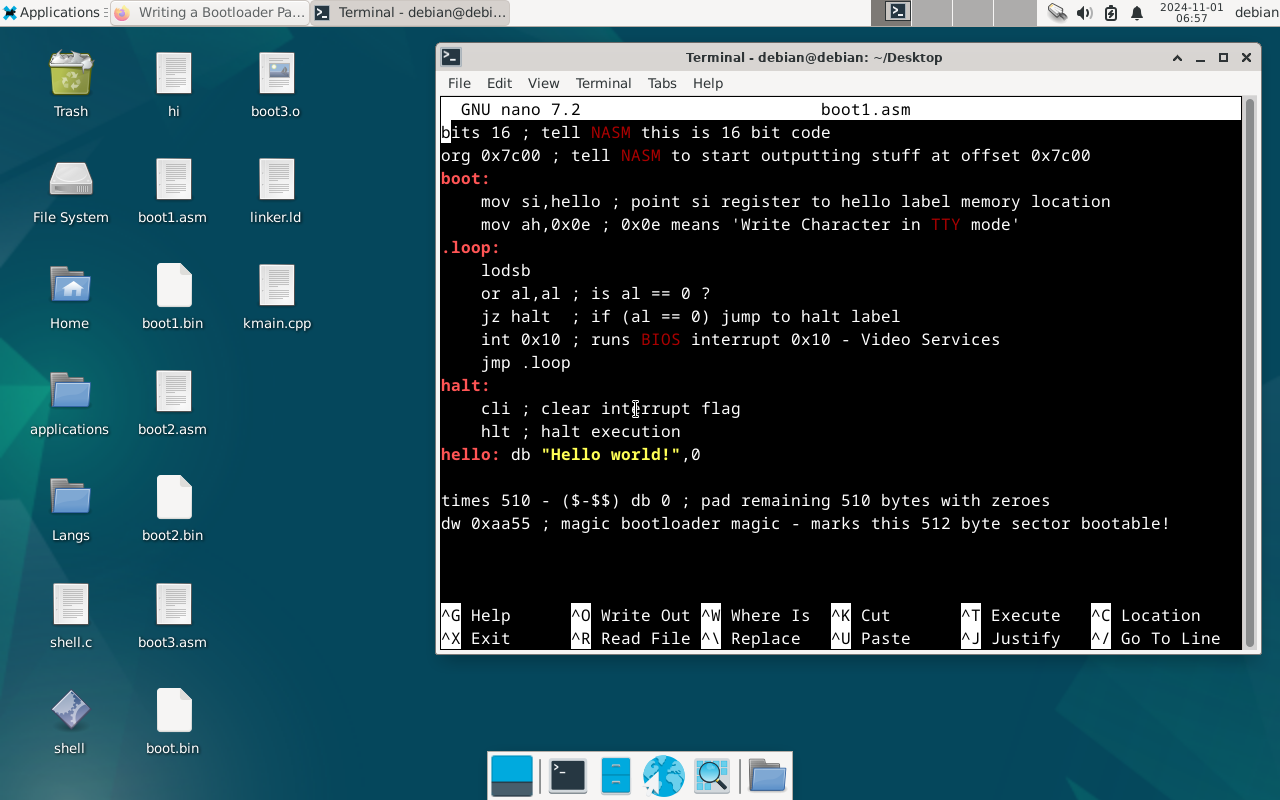 Applications
Writing a Bootloader Pa...
Terminal - debian@debi...
2024-11-01
06:57
debian
Trash
hi
boot3.o
File System
boot1.asm
linker.ld
Home
boot1.bin
kmain.cpp
applications
boot2.asm
Langs
boot2.bin
shell.c
boot3.asm
shell
boot.bin
Terminal - debian@debian: ~/Desktop
File Edit View Terminal Tabs Help
GNU nano 7.2 boot1.asm
bits 16 ; tell NASM this is 16 bit code
org 0x7c00 ; tell NASM to start outputting stuff at offset 0x7c00
boot:
    mov si,hello ; point si register to hello label memory location
    mov ah,0x0e ; 0x0e means 'Write Character in TTY mode'
.loop:
    lodsb
    or al,al ; is al == 0 ?
    jz halt  ; if (al == 0) jump to halt label
    int 0x10 ; runs BIOS interrupt 0x10 - Video Services
    jmp .loop
halt:
    cli ; clear interrupt flag
    hlt ; halt execution
hello: db "Hello world!",0
times 510 - ($-$$) db 0 ; pad remaining 510 bytes with zeroes
dw 0xaa55 ; magic bootloader magic - marks this 512 byte sector bootable!
^G Help ^O Write Out ^W Where Is ^K Cut ^T Execute ^C Location
^X Exit ^R Read File ^\ Replace ^U Paste ^J Justify ^/ Go To Line